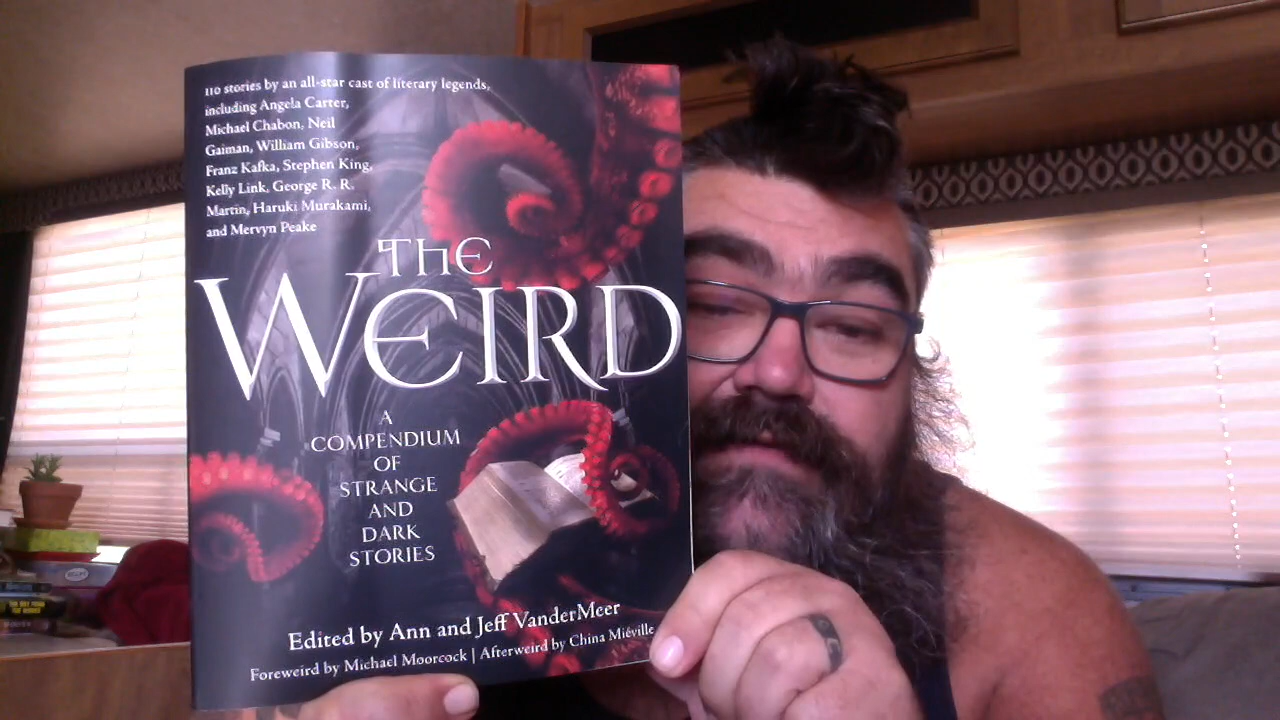 110 stories by an all-star cast of literary legends,
including Angela Carter,
Michael Chabon, Neil
Gaiman, William Gibson,
Franz Kafka, Stephen King,
Kelly Link, George R. R.
Martin, Haruki Murakami,
and Mervyn Peake
THE
WEIRD
A
COMPENDIUM
OF
STRANGE
AND
DARK
STORIES
Edited by Ann and Jeff VanderMeer
Foreweird by Michael Moorcock | Afterweird by China Miéville